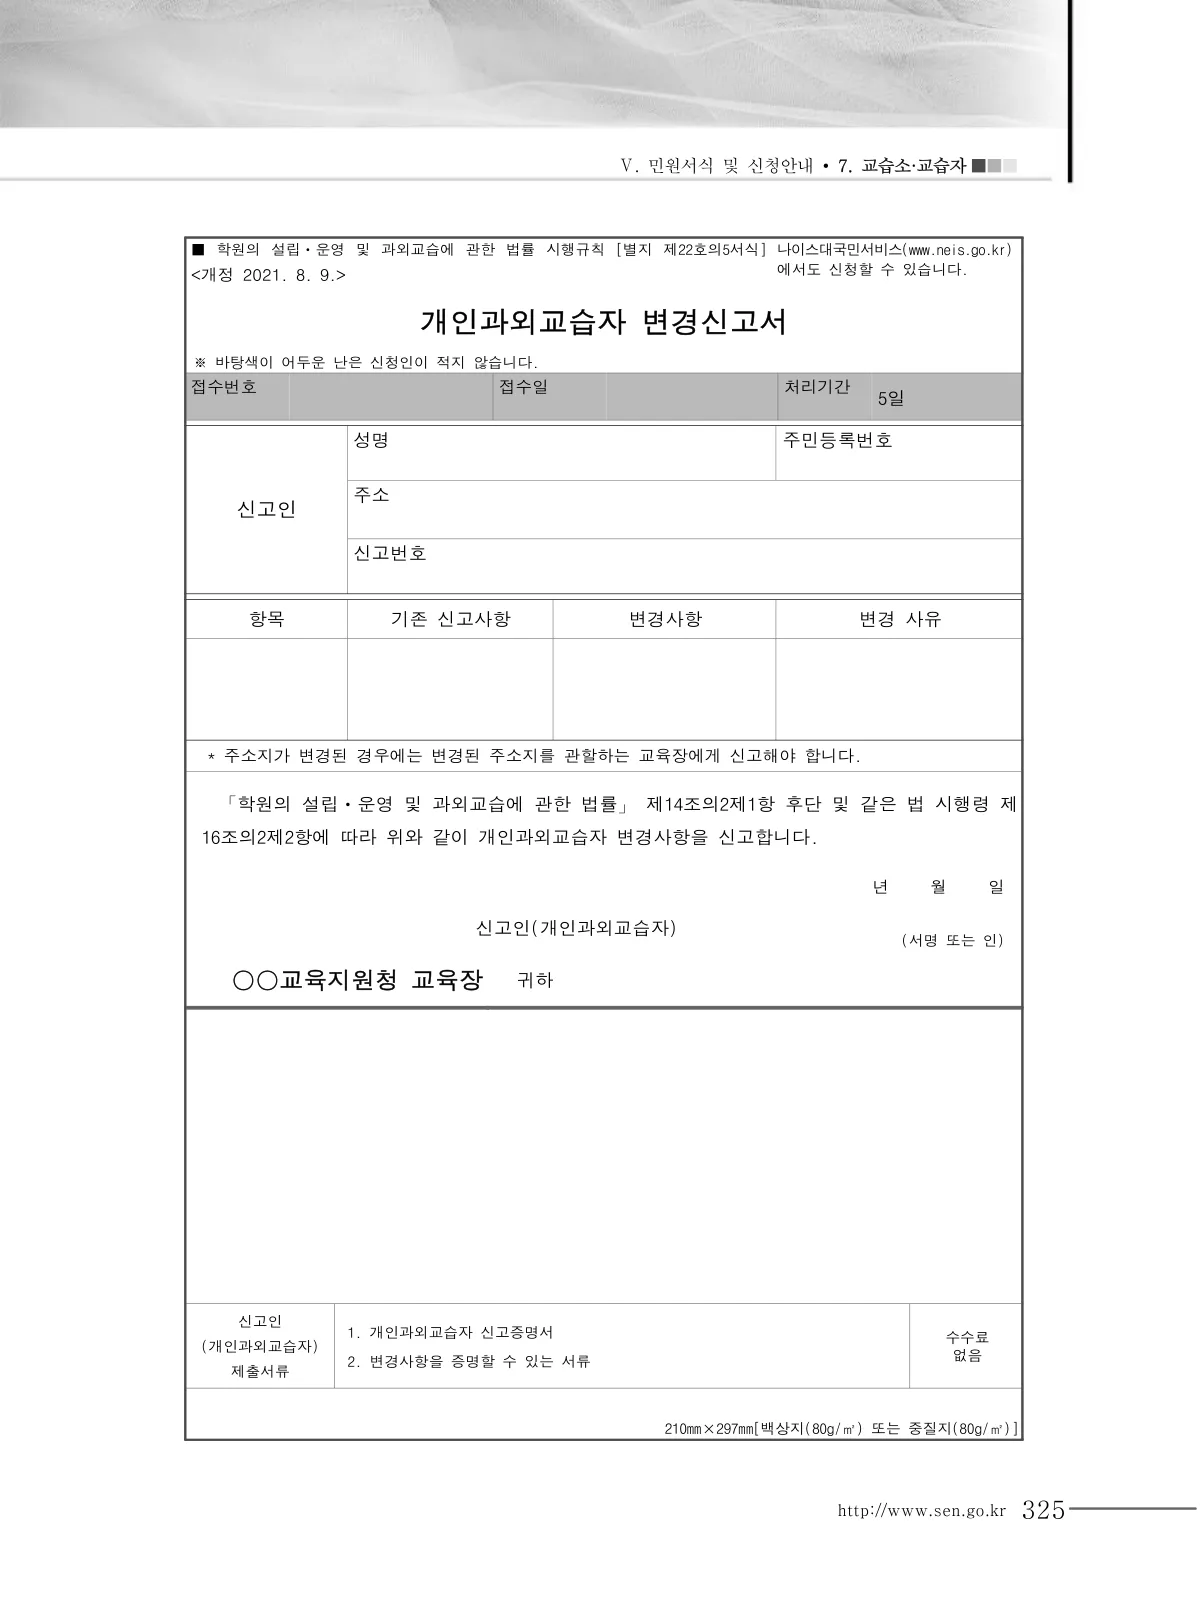 Ⅴ. 민원서식 및 신청안내 • 7. 교습소·교습자
■ 학원의 설립·운영 및 과외교습에 관한 법률 시행규칙 [별지 제22호의5서식]
<개정 2021. 8. 9.>
나이스대국민서비스(www.neis.go.kr)
에서도 신청할 수 있습니다.
개인과외교습자 변경신고서
※ 바탕색이 어두운 난은 신청인이 적지 않습니다.
접수번호 접수일 처리기간 5일
신고인
성명 주민등록번호
주소
신고번호
항목 기존 신고사항 변경사항 변경 사유
* 주소지가 변경된 경우에는 변경된 주소지를 관할하는 교육장에게 신고해야 합니다.
「학원의 설립·운영 및 과외교습에 관한 법률」 제14조의2제1항 후단 및 같은 법 시행령 제
16조의2제2항에 따라 위와 같이 개인과외교습자 변경사항을 신고합니다.
년 월 일
신고인(개인과외교습자) (서명 또는 인)
○○교육지원청 교육장 귀하
신고인
(개인과외교습자)
제출서류
1. 개인과외교습자 신고증명서
2. 변경사항을 증명할 수 있는 서류
수수료
없음
210㎜×297㎜[백상지(80g/㎡) 또는 중질지(80g/㎡)]
http://www.sen.go.kr 325